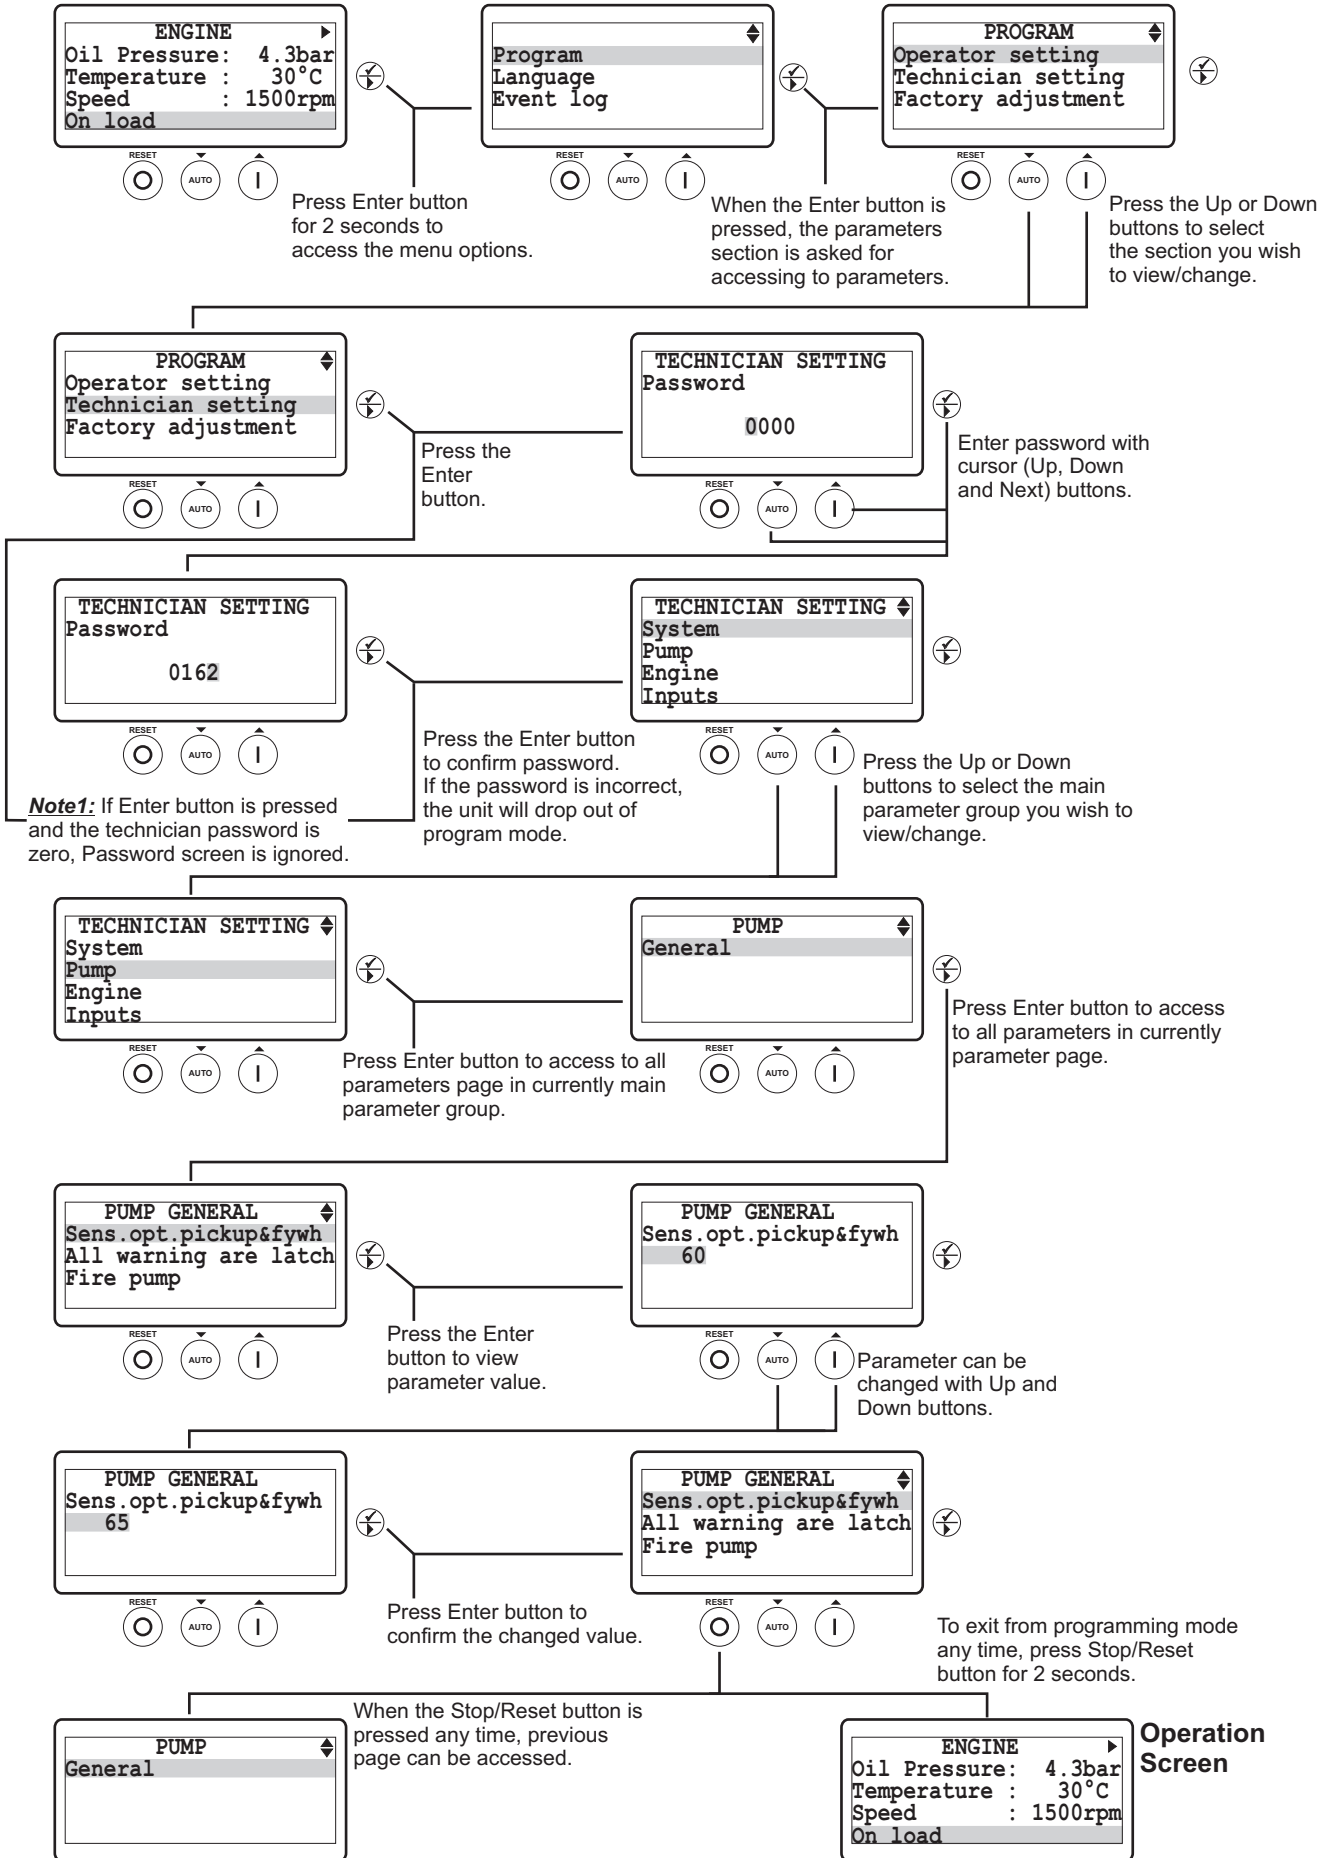 ENGINE
Oil Pressure: 4.3bar
Temperature : 30°C
Speed : 1500rpm
On load
RESET
AUTO
Press Enter button
for 2 seconds to
access the menu options.
Program
Language
Event log
RESET
AUTO
When the Enter button is
pressed, the parameters
section is asked for
accessing to parameters.
PROGRAM
Operator setting
Technician setting
Factory adjustment
RESET
AUTO
Press the Up or Down
buttons to select
the section you wish
to view/change.
PROGRAM
Operator setting
Technician setting
Factory adjustment
RESET
AUTO
Press the
Enter
button.
TECHNICIAN SETTING
Password
0000
RESET
AUTO
Enter password with
cursor (Up, Down
and Next) buttons.
TECHNICIAN SETTING
Password
0162
RESET
AUTO
Note1: If Enter button is pressed
and the technician password is
zero, Password screen is ignored.
Press the Enter button
to confirm password.
If the password is incorrect,
the unit will drop out of
program mode.
TECHNICIAN SETTING
System
Pump
Engine
Inputs
RESET
AUTO
Press the Up or Down
buttons to select the main
parameter group you wish to
view/change.
TECHNICIAN SETTING
System
Pump
Engine
Inputs
RESET
AUTO
Press Enter button to access to all
parameters page in currently main
parameter group.
PUMP
General
RESET
AUTO
Press Enter button to access
to all parameters in currently
parameter page.
PUMP GENERAL
Sens.opt.pickup&fywh
All warning are latch
Fire pump
RESET
AUTO
Press the Enter
button to view
parameter value.
PUMP GENERAL
Sens.opt.pickup&fywh
60
RESET
AUTO
Parameter can be
changed with Up and
Down buttons.
PUMP GENERAL
Sens.opt.pickup&fywh
65
RESET
AUTO
Press Enter button to
confirm the changed value.
PUMP GENERAL
Sens.opt.pickup&fywh
All warning are latch
Fire pump
RESET
AUTO
To exit from programming mode
any time, press Stop/Reset
button for 2 seconds.
When the Stop/Reset button is
pressed any time, previous
page can be accessed.
PUMP
General
ENGINE
Oil Pressure: 4.3bar
Temperature : 30°C
Speed : 1500rpm
On load
Operation
Screen